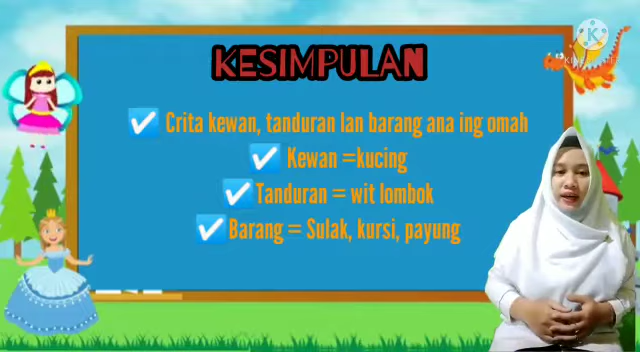 KESIMPULAN
Crita kewan, tanduran lan barang ana ing omah
Kewan =kucing
Tanduran = wit lombok
Barang = Sulak, kursi, payung